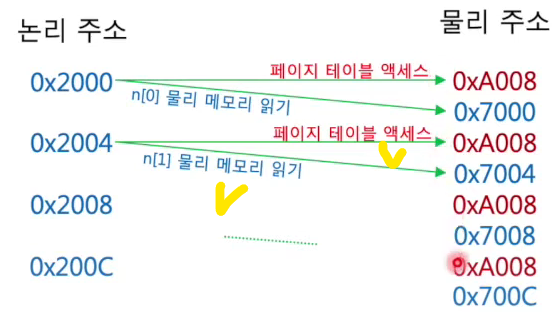 논리 주소
물리 주소
0x2000
페이지 테이블 액세스
0xA008
n[0] 물리 메모리 읽기
0x7000
0x2004
페이지 테이블 액세스
0xA008
n[1] 물리 메모리 읽기
0x7004
0x2008
0xA008
0x7008
0x200C
0xA008
0x700C